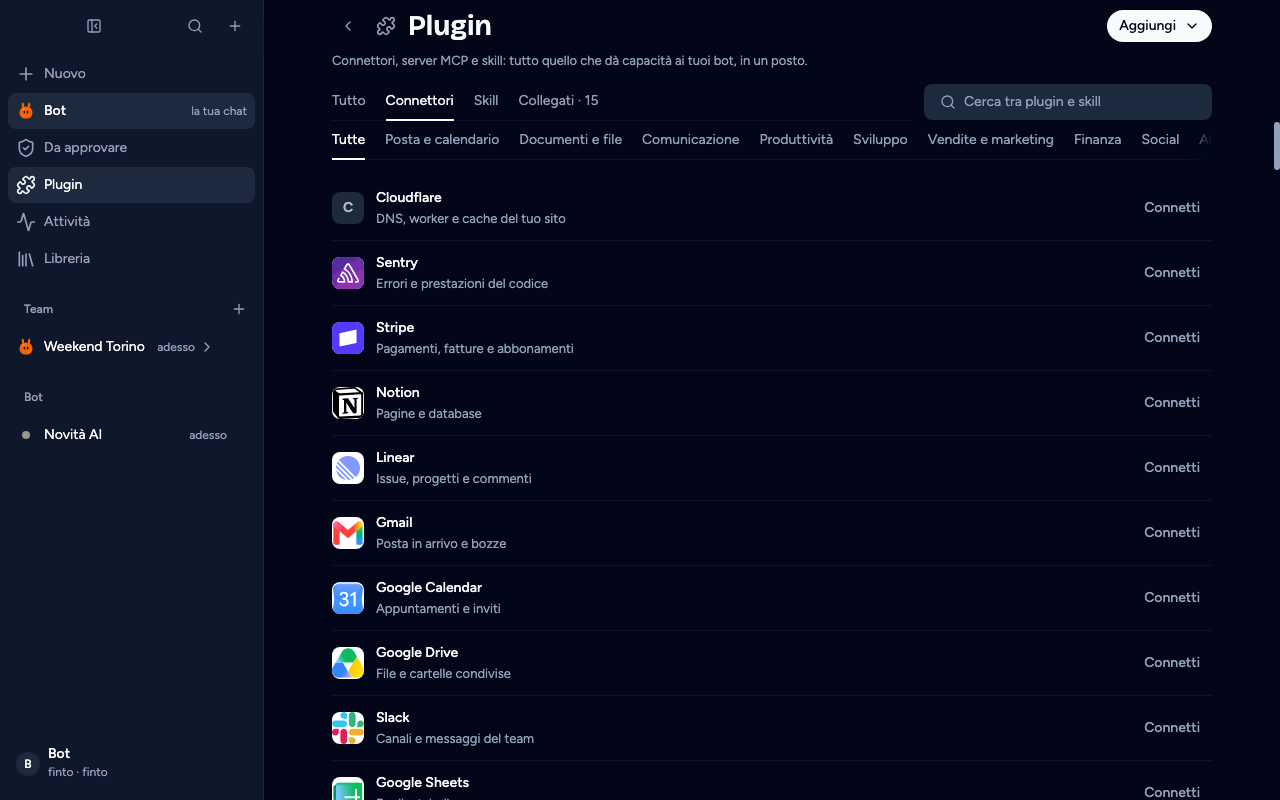 Plugin
Aggiungi
Connettori, server MCP e skill: tutto quello che dà capacità ai tuoi bot, in un posto.
Tutto Connettori Skill Collegati · 15
Cerca tra plugin e skill
Tutte Posta e calendario Documenti e file Comunicazione Produttività Sviluppo Vendite e marketing Finanza Social
Nuovo
Bot la tua chat
Da approvare
Plugin
Attività
Libreria
Team
Weekend Torino adesso
Bot
Novità AI adesso
B
Bot
finto · finto
C
Cloudflare
DNS, worker e cache del tuo sito
Connetti
Sentry
Errori e prestazioni del codice
Connetti
Stripe
Pagamenti, fatture e abbonamenti
Connetti
N
Notion
Pagine e database
Connetti
Linear
Issue, progetti e commenti
Connetti
Gmail
Posta in arrivo e bozze
Connetti
31
Google Calendar
Appuntamenti e inviti
Connetti
Google Drive
File e cartelle condivise
Connetti
Slack
Canali e messaggi del team
Connetti
Google Sheets
Connetti